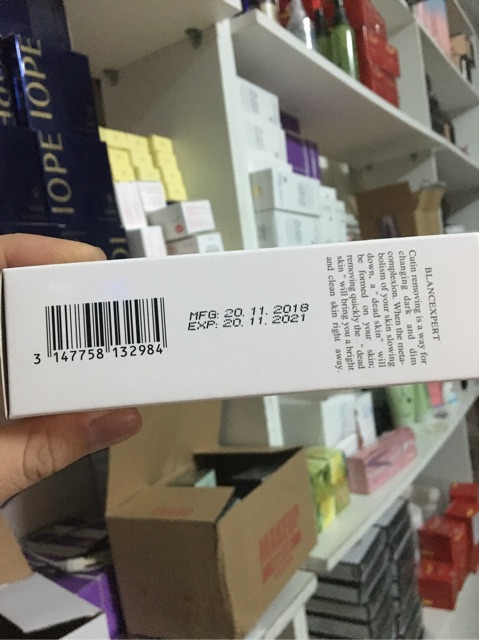 IOPE
IOPE
MFG: 20.11.2018
EXP: 20.11.2021
3 147758 132984
BLANCEXPERT
Cutin removing is a way for
changing dark and dim
complexion. When the meta-
bolism of your skin slowing
down, a "dead skin" will
be formed on your skin;
removing quickly the "dead
skin" will bring you a bright
and clean skin right away.